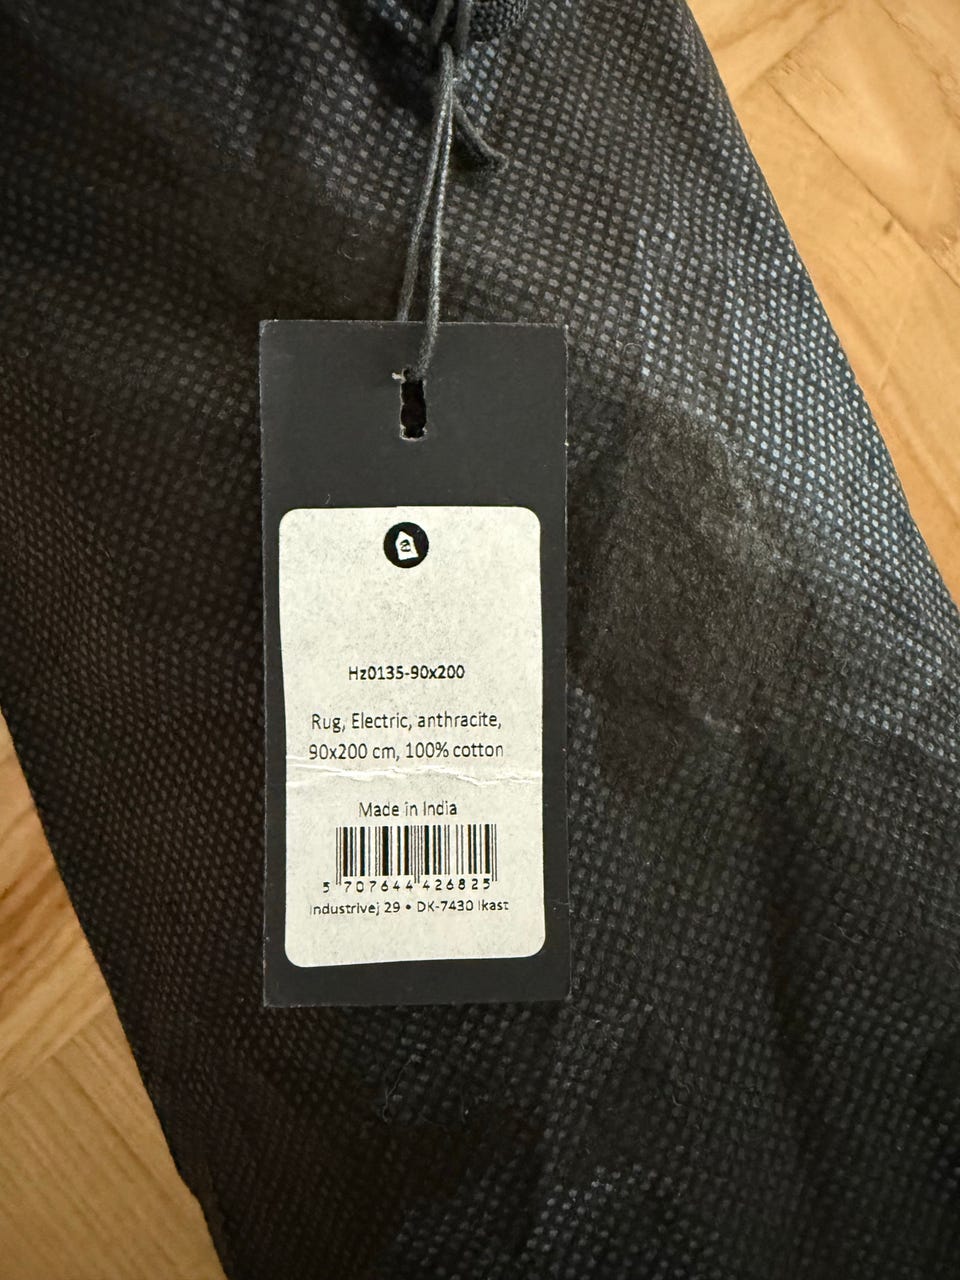 Hz0135-90x200
Rug, Electric, anthracite,
90x200 cm, 100% cotton
Made in India
5 707644 426825
Industrivej 29 • DK-7430 Ikast